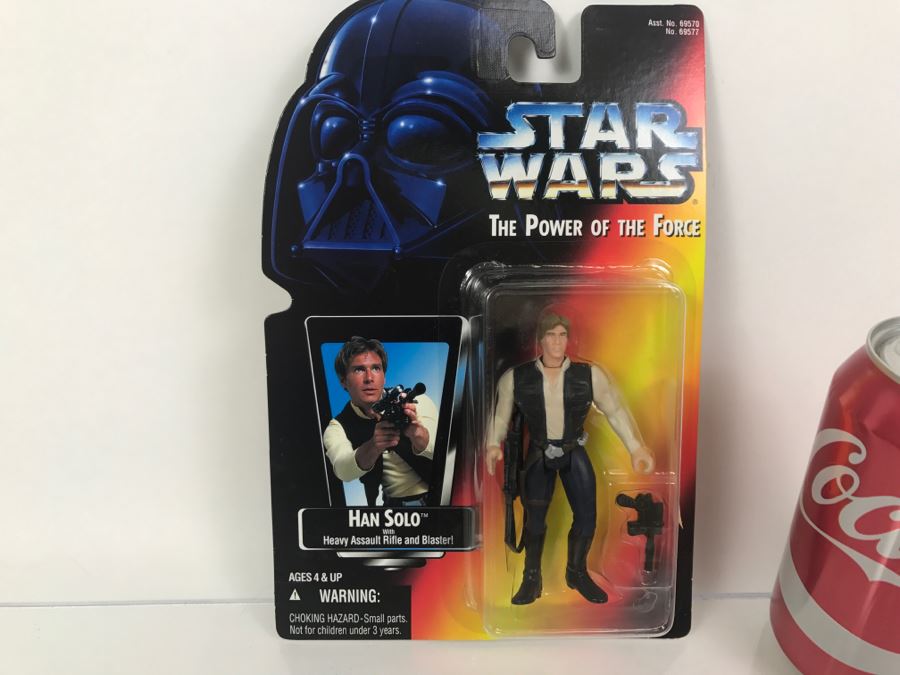 Asst. No. 69570
No. 69577
STAR
WARS®
THE POWER OF THE FORCE
HAN SOLO™
With
Heavy Assault Rifle and Blaster!
AGES 4 & UP
⚠ WARNING:
CHOKING HAZARD-Small parts.
Not for children under 3 years.
Coca